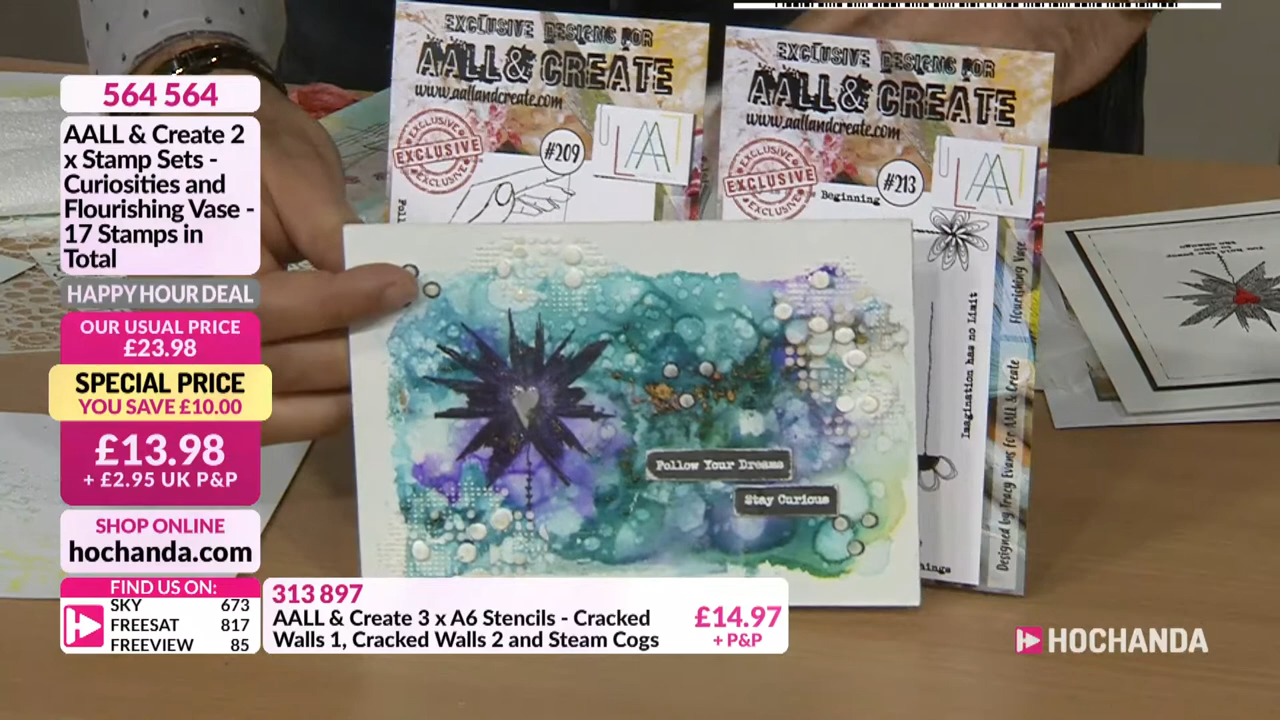 564 564
AALL & Create 2
x Stamp Sets -
Curiosities and
Flourishing Vase -
17 Stamps in
Total
HAPPY HOUR DEAL
OUR USUAL PRICE
£23.98
SPECIAL PRICE
YOU SAVE £10.00
£13.98
+ £2.95 UK P&P
SHOP ONLINE
hochanda.com
FIND US ON:
SKY 673
FREESAT 817
FREEVIEW 85
313 897
AALL & Create 3 x A6 Stencils - Cracked
Walls 1, Cracked Walls 2 and Steam Cogs
£14.97
+ P&P
HOCHANDA
EXCLUSIVE DESIGNS FOR
AALL & CREATE
www.aallandcreate.com
EXCLUSIVE
EXCLUSIVE
EXCLUSIVE
#209
EXCLUSIVE DESIGNS FOR
AALL & CREATE
www.aallandcreate.com
EXCLUSIVE
EXCLUSIVE
EXCLUSIVE
#213
Beginning
Flourishing Vase
Imagination has no Limit
Designed by Tracy Evans for AALL & Create
Follow Your Dreams
Stay Curious